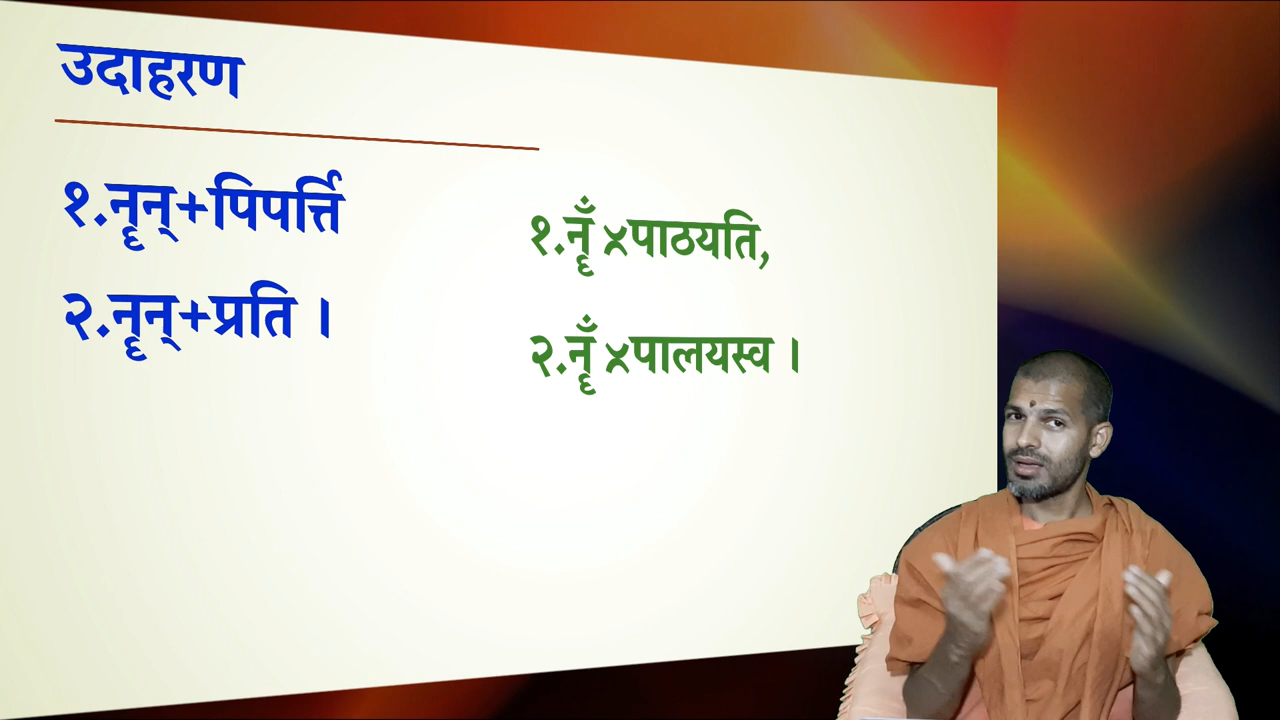 उदाहरण
१.नॄन्+पिपर्त्ति
२.नॄन्+प्रति ।
१.नॄँ ×पाठयति,
२.नॄँ ×पालयस्व ।